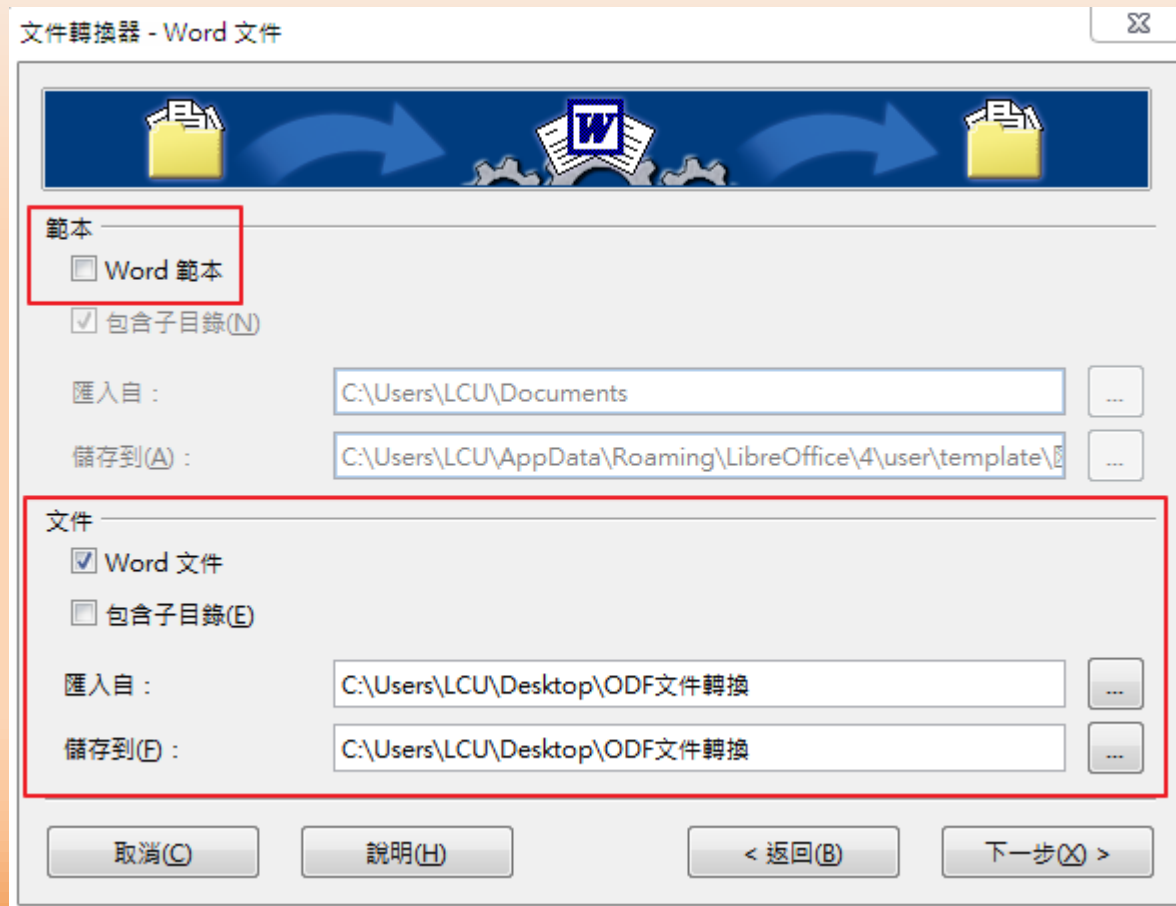 文件轉換器 - Word 文件
W
範本
Word 範本
包含子目錄(N)
匯入自： C:\Users\LCU\Documents ...
儲存到(A)： C:\Users\LCU\AppData\Roaming\LibreOffice\4\user\template\ ...
文件
Word 文件
包含子目錄(E)
匯入自： C:\Users\LCU\Desktop\ODF文件轉換 ...
儲存到(F)： C:\Users\LCU\Desktop\ODF文件轉換 ...
取消(C) 說明(H) < 返回(B) 下一步(X) >